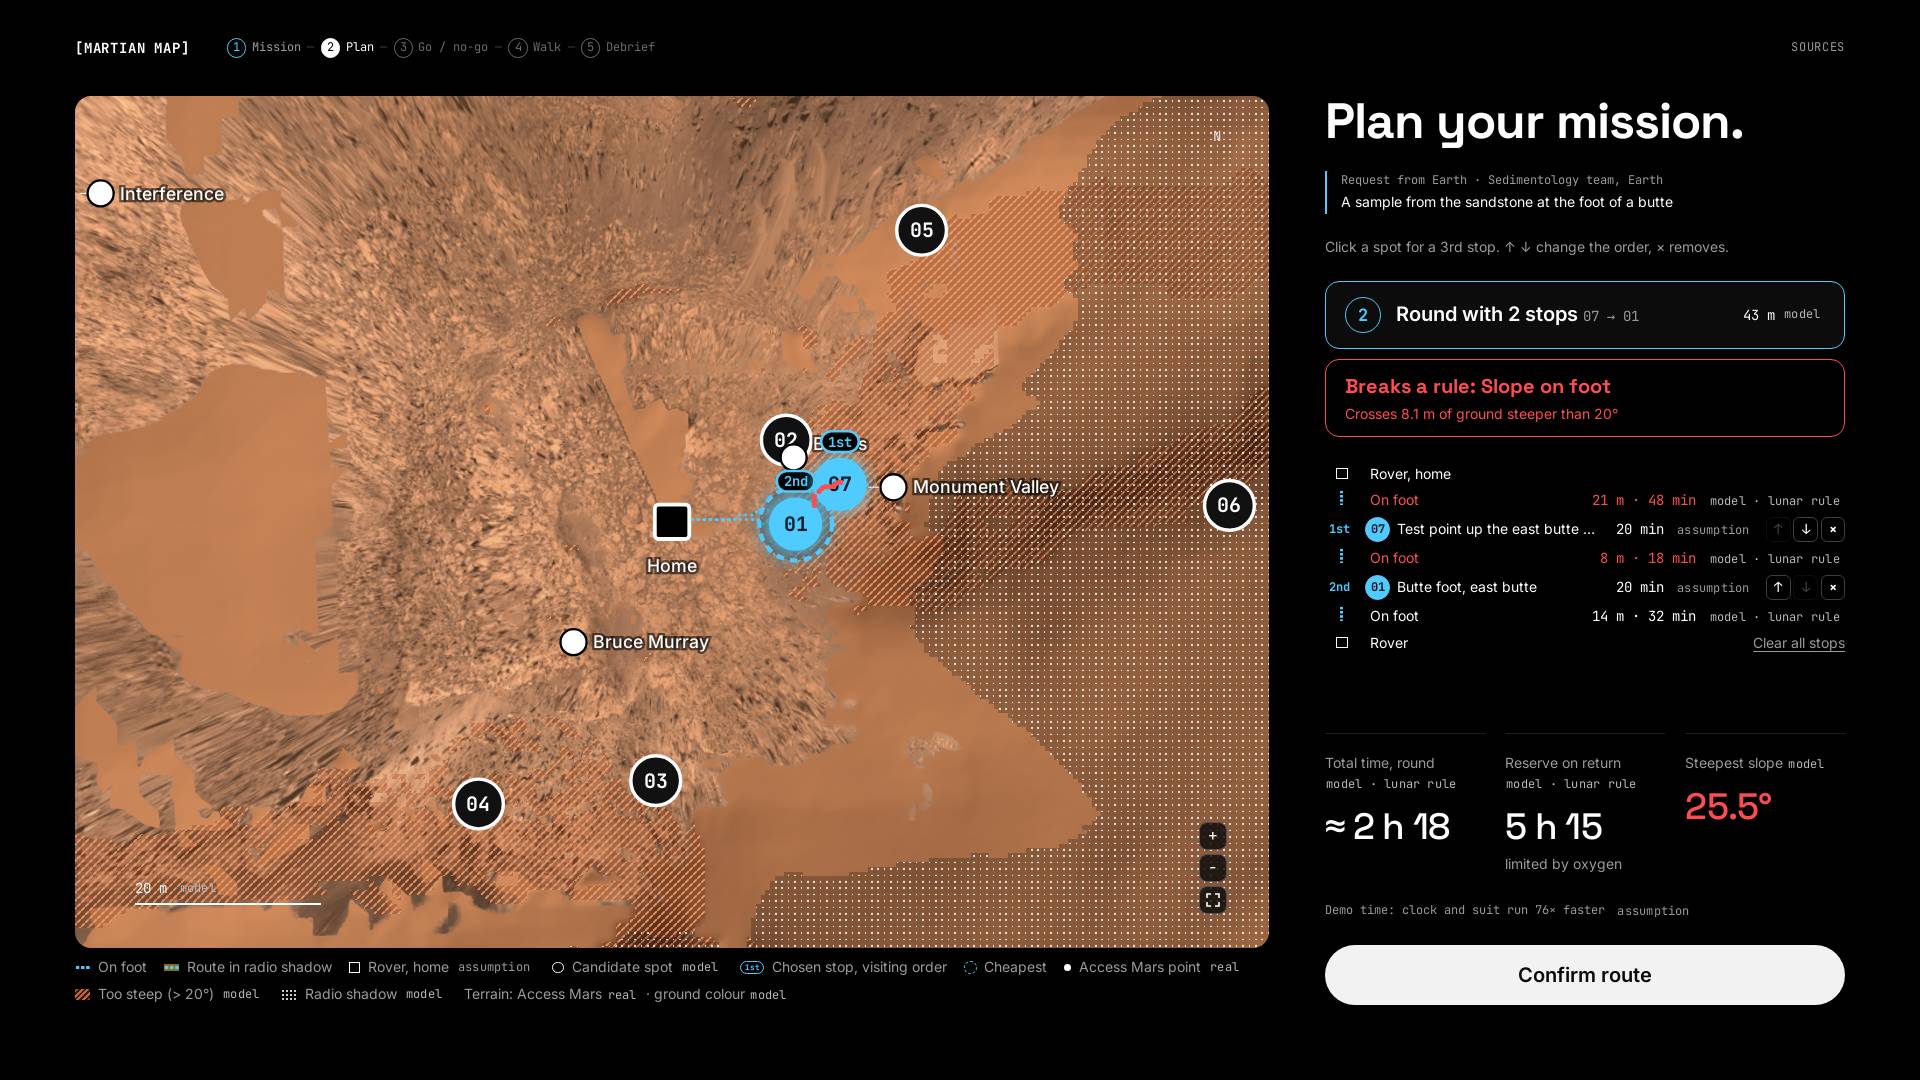 [MARTIAN MAP] 1 Mission – 2 Plan – 3 Go / no-go – 4 Walk – 5 Debrief SOURCES
N
Interference
05
02
1st
2nd
07
Monument Valley
06
01
Home
Bruce Murray
03
04
20 m model
+
-
On foot Route in radio shadow Rover, home assumption Candidate spot model 1st Chosen stop, visiting order Cheapest Access Mars point real
Too steep (> 20°) model Radio shadow model Terrain: Access Mars real · ground colour model
Plan your mission.
Request from Earth · Sedimentology team, Earth
A sample from the sandstone at the foot of a butte
Click a spot for a 3rd stop. ↑ ↓ change the order, × removes.
2 Round with 2 stops 07 → 01 43 m model
Breaks a rule: Slope on foot
Crosses 8.1 m of ground steeper than 20°
Rover, home
On foot 21 m · 48 min model · lunar rule
1st 07 Test point up the east butte ... 20 min assumption ↑ ↓ ×
On foot 8 m · 18 min model · lunar rule
2nd 01 Butte foot, east butte 20 min assumption ↑ ↓ ×
On foot 14 m · 32 min model · lunar rule
Rover Clear all stops
Total time, round
model · lunar rule
≈ 2 h 18
Reserve on return
model · lunar rule
5 h 15
limited by oxygen
Steepest slope model
25.5°
Demo time: clock and suit run 76× faster assumption
Confirm route